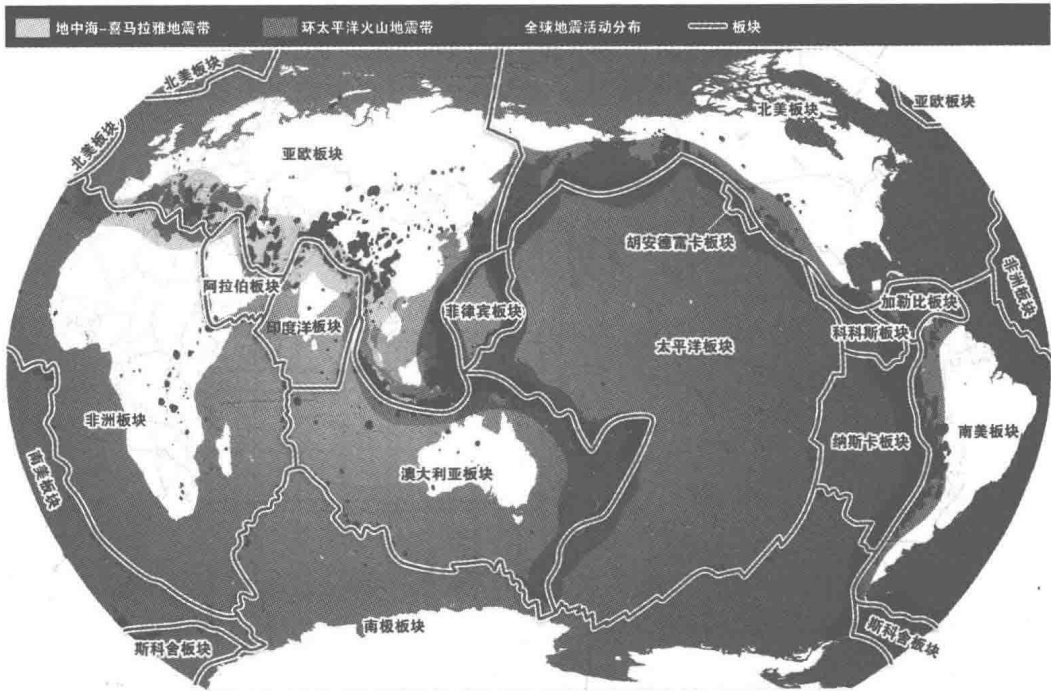 地中海-喜马拉雅地震带 环太平洋火山地震带 全球地震活动分布 板块
北美板块
北美板块
亚欧板块
北美板块
亚欧板块
胡安德富卡板块
阿拉伯板块
印度洋板块
菲律宾板块
太平洋板块
加勒比板块
科科斯板块
非洲板块
非洲板块
南美板块
澳大利亚板块
纳斯卡板块
南美板块
南极板块
斯科舍板块
斯科舍板块